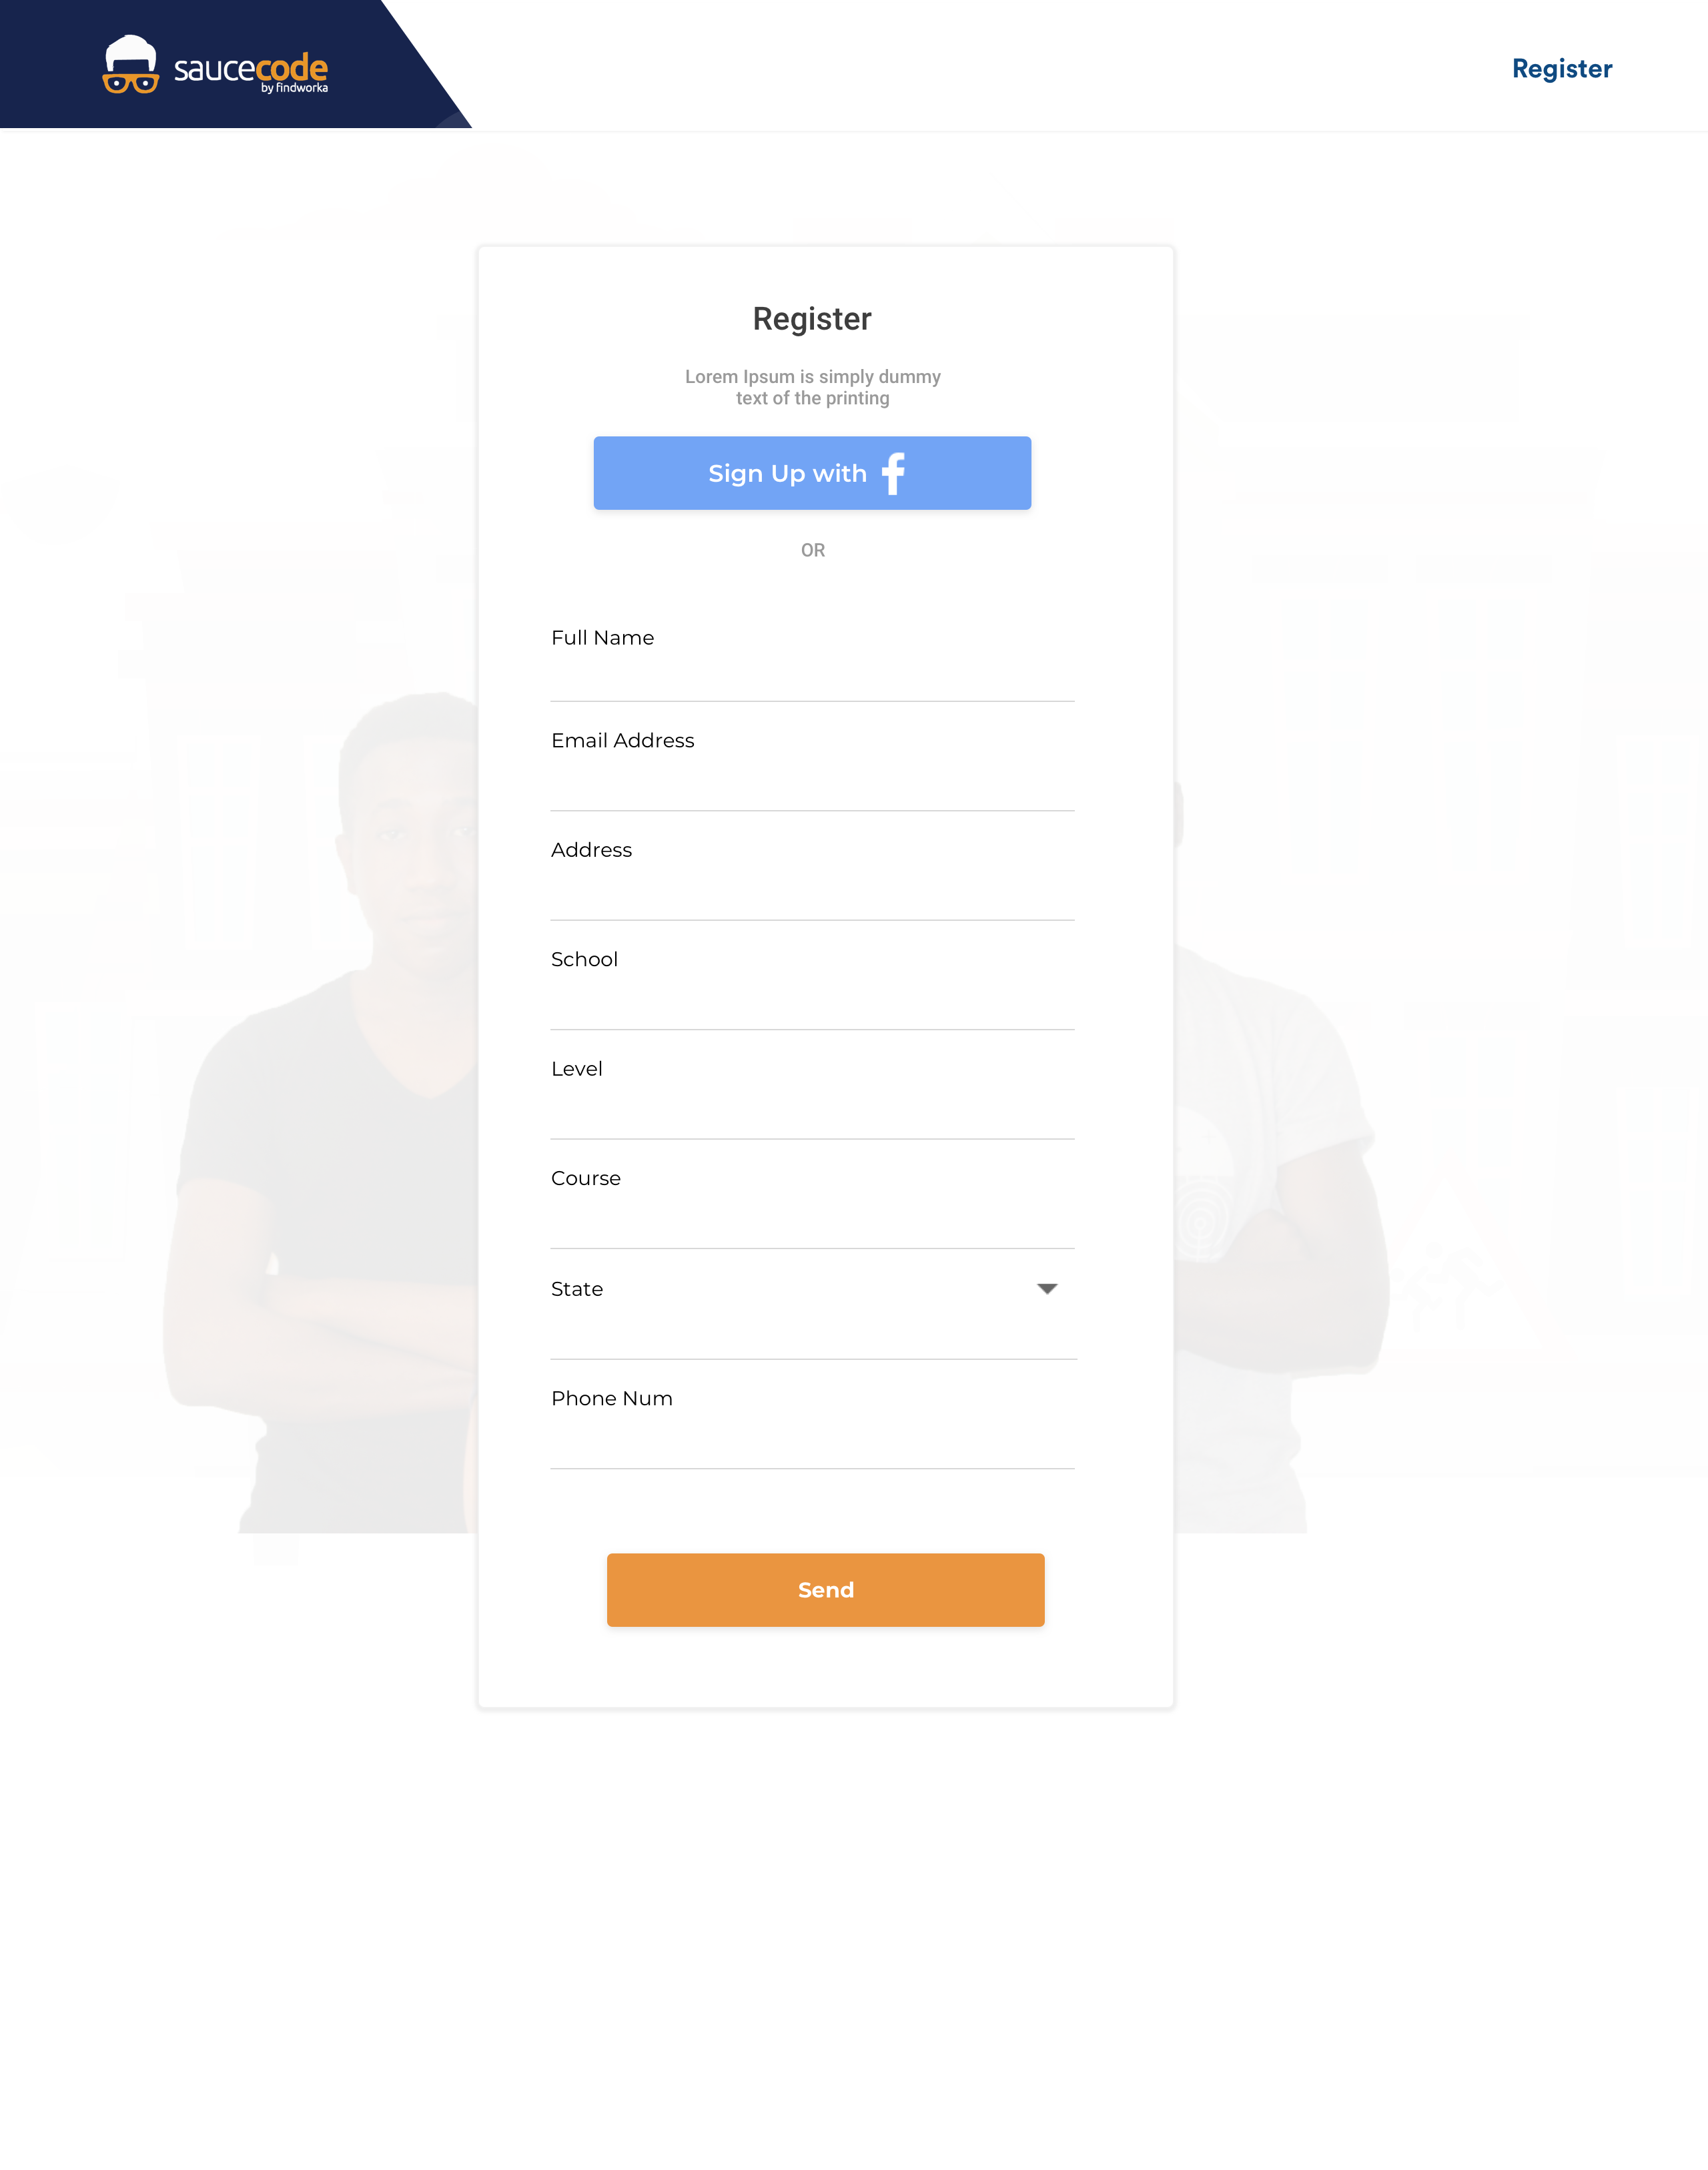 saucecode
by findworka
Register
Register
Lorem Ipsum is simply dummy
text of the printing
Sign Up with f
OR
Full Name
Email Address
Address
School
Level
Course
State
Phone Num
Send